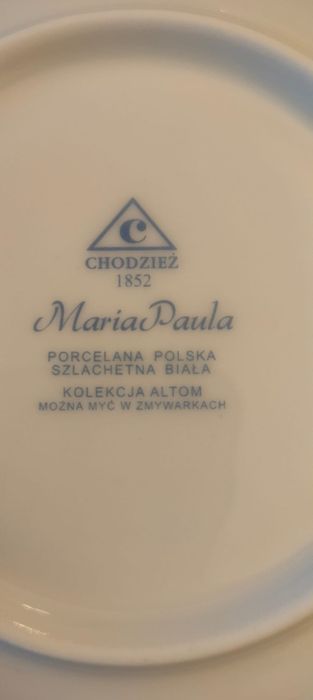 C
CHODZIEŻ
1852
MariaPaula
PORCELANA POLSKA
SZLACHETNA BIAŁA
KOLEKCJA ALTOM
MOŻNA MYĆ W ZMYWARKACH